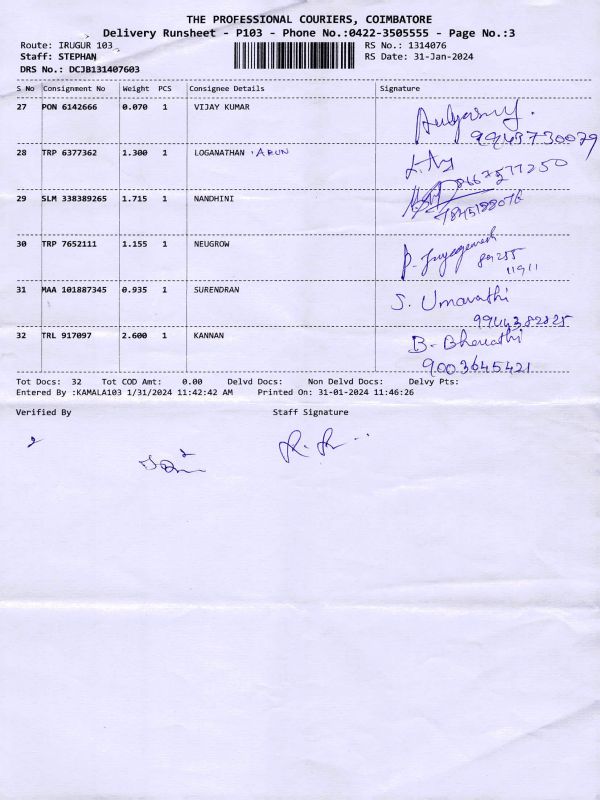 THE PROFESSIONAL COURIERS, COIMBATORE
Delivery Runsheet - P103 - Phone No.:0422-3505555 - Page No.:3
Route: IRUGUR 103 RS No.: 1314076
Staff: STEPHAN RS Date: 31-Jan-2024
DRS No.: DCJB131407603
S No Consignment No Weight PCS Consignee Details Signature
27 PON 6142666 0.070 1 VIJAY KUMAR
9943730079
28 TRP 6377362 1.300 1 LOGANATHAN . ARUN
29 SLM 338389265 1.715 1 NANDHINI
30 TRP 7652111 1.155 1 NEUGROW
31 MAA 101887345 0.935 1 SURENDRAN S. Umavathi
9944382825
32 TRL 917097 2.600 1 KANNAN B. Bharathi
9003645421
Tot Docs: 32 Tot COD Amt: 0.00 Delvd Docs: Non Delvd Docs: Delvy Pts:
Entered By :KAMALA103 1/31/2024 11:42:42 AM Printed On: 31-01-2024 11:46:26
Verified By Staff Signature